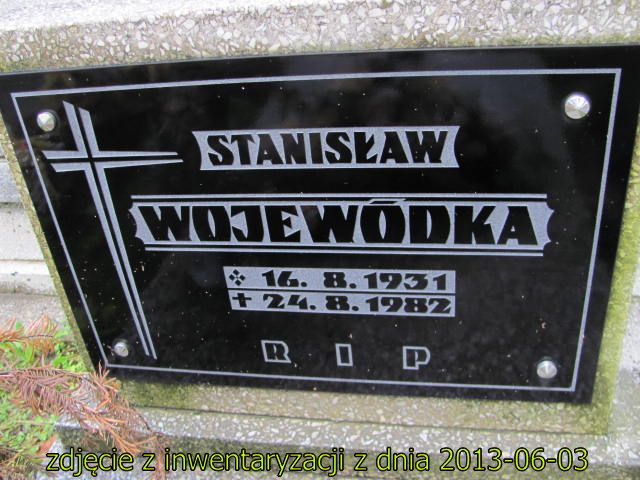 STANISŁAW
WOJEWÓDKA
16. 8. 1931
✝ 24. 8. 1982
R I P
zdjęcie z inwentaryzacji z dnia 2013-06-03